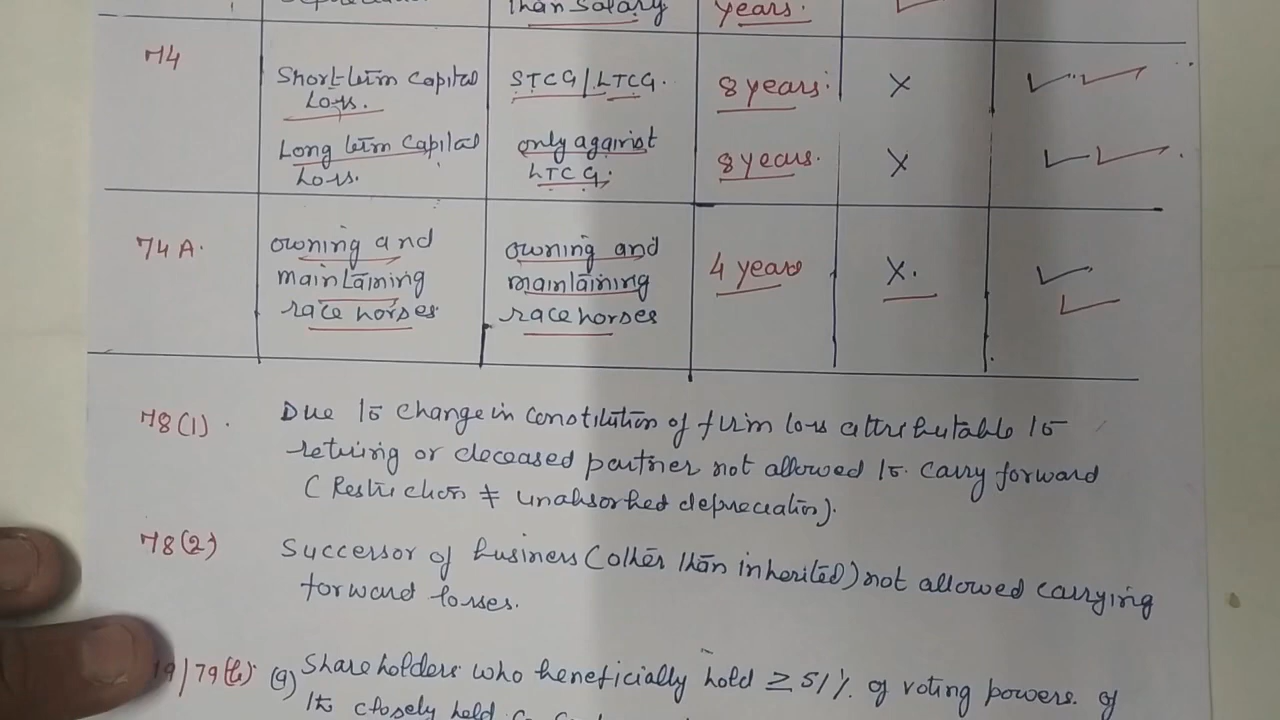 than salary
years.
74
Short term capital
Loss.
STCG/LTCG.
8 years.
X
Long term capital
Loss.
only against
LTCG.
8 years.
X
74 A.
owning and
maintaining
race horses
owning and
maintaining
race horses
4 years
X.
78(1).
Due to change in constitution of firm loss attributable to
retiring or deceased partner not allowed to carry forward
(Restriction ≠ unabsorbed depreciation).
78(2)
Successor of business (other than inherited) not allowed carrying
forward losses.
79/79(b) (a) Shareholders who beneficially hold ≥ 51% of voting powers of
closely held